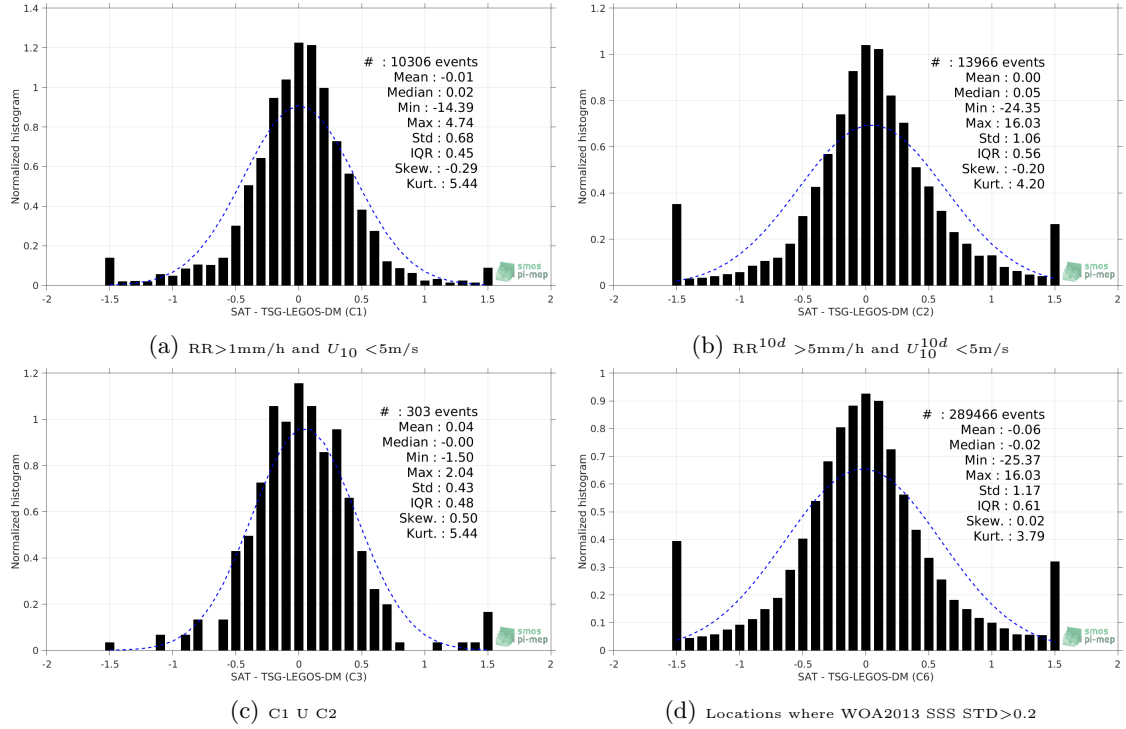 1.4
1.2
1
0.8
0.6
0.4
0.2
0
Normalized histogram
# : 10306 events
Mean : -0.01
Median : 0.02
Min : -14.39
Max : 4.74
Std : 0.68
IQR : 0.45
Skew. : -0.29
Kurt. : 5.44
smos
pi-mep
-2 -1.5 -1 -0.5 0 0.5 1 1.5 2
SAT - TSG-LEGOS-DM (C1)
(a) RR>1mm/h and U10 <5m/s
1.2
1
0.8
0.6
0.4
0.2
0
Normalized histogram
# : 13966 events
Mean : 0.00
Median : 0.05
Min : -24.35
Max : 16.03
Std : 1.06
IQR : 0.56
Skew. : -0.20
Kurt. : 4.20
smos
pi-mep
-2 -1.5 -1 -0.5 0 0.5 1 1.5 2
SAT - TSG-LEGOS-DM (C2)
(b) RR^10d >5mm/h and U10^10d <5m/s
1.2
1
0.8
0.6
0.4
0.2
0
Normalized histogram
# : 303 events
Mean : 0.04
Median : -0.00
Min : -1.50
Max : 2.04
Std : 0.43
IQR : 0.48
Skew. : 0.50
Kurt. : 5.44
smos
pi-mep
-2 -1.5 -1 -0.5 0 0.5 1 1.5 2
SAT - TSG-LEGOS-DM (C3)
(c) C1 U C2
1
0.9
0.8
0.7
0.6
0.5
0.4
0.3
0.2
0.1
0
Normalized histogram
# : 289466 events
Mean : -0.06
Median : -0.02
Min : -25.37
Max : 16.03
Std : 1.17
IQR : 0.61
Skew. : 0.02
Kurt. : 3.79
smos
pi-mep
-2 -1.5 -1 -0.5 0 0.5 1 1.5 2
SAT - TSG-LEGOS-DM (C6)
(d) Locations where WOA2013 SSS STD>0.2